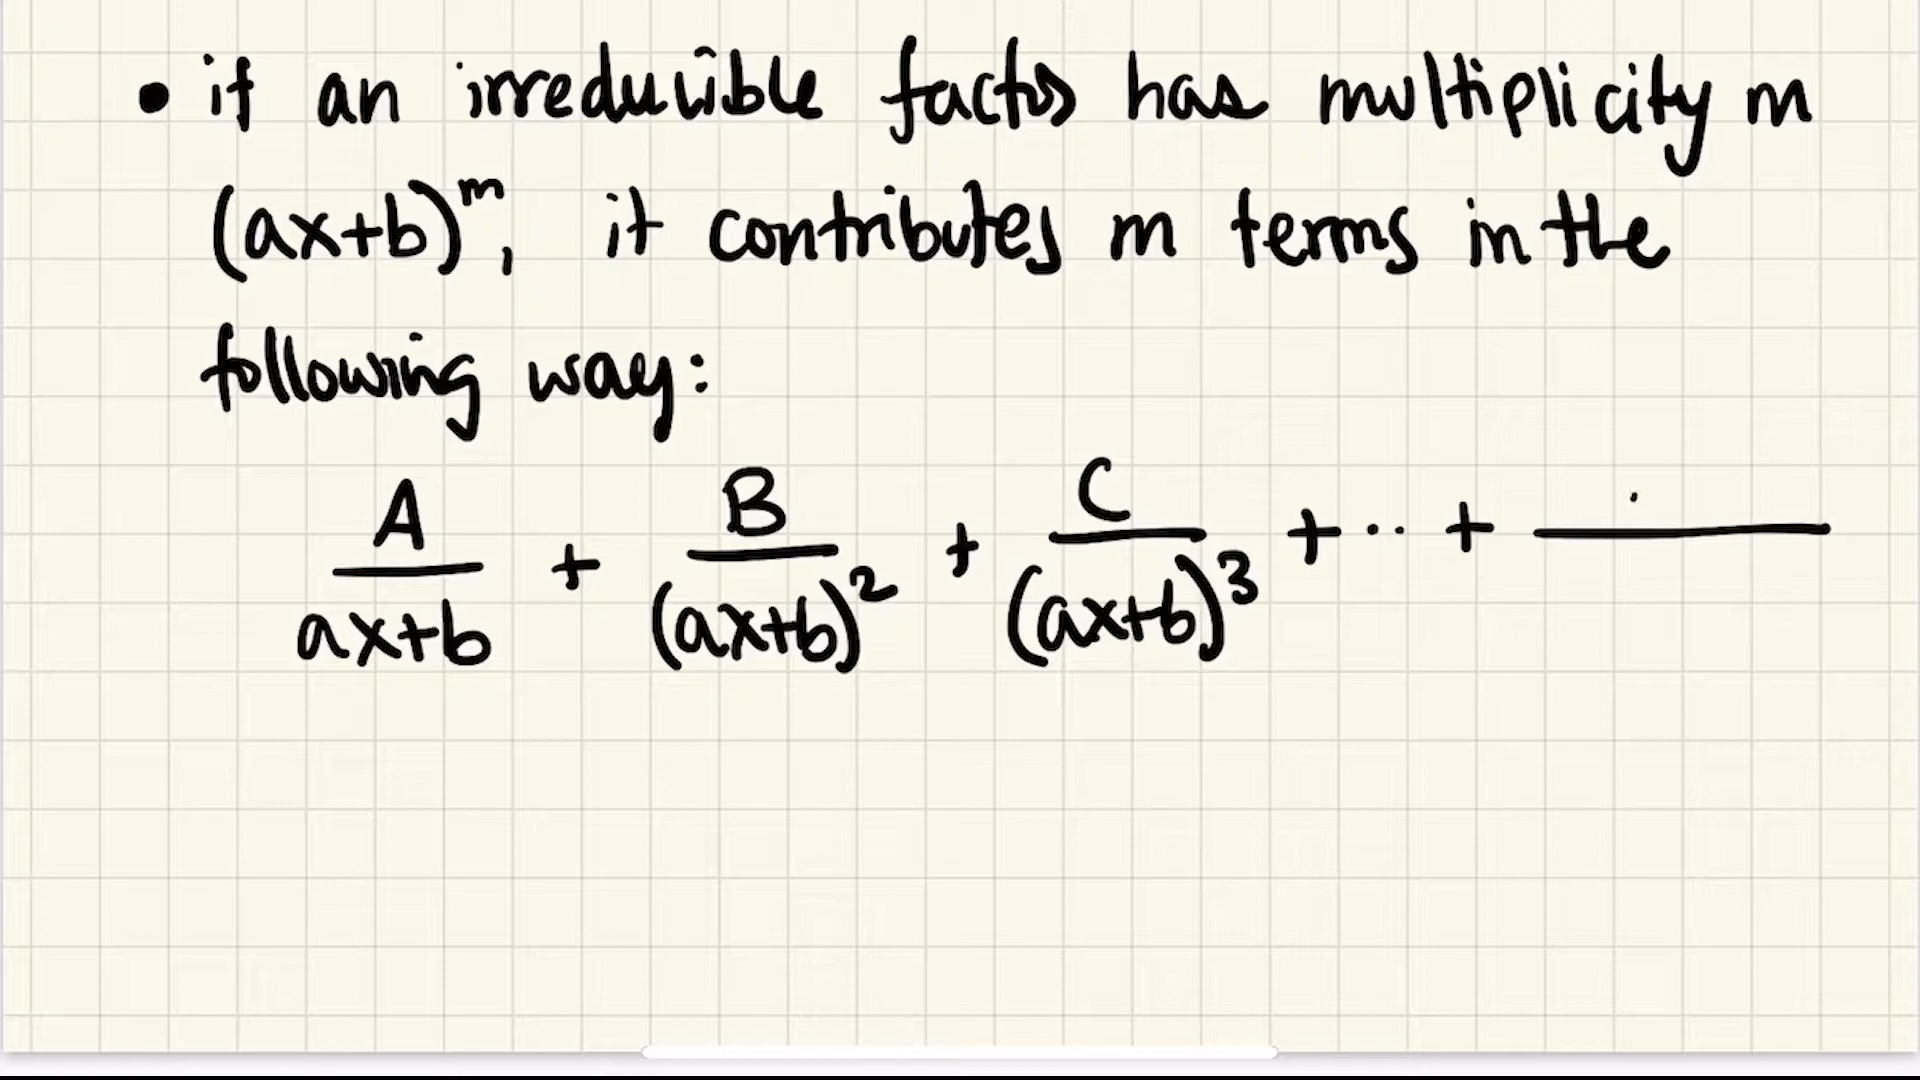 • if an irreducible factor has multiplicity m
(ax+b)^m, it contributes m terms in the
following way:
A/(ax+b) + B/(ax+b)^2 + C/(ax+b)^3 + ·· + ——